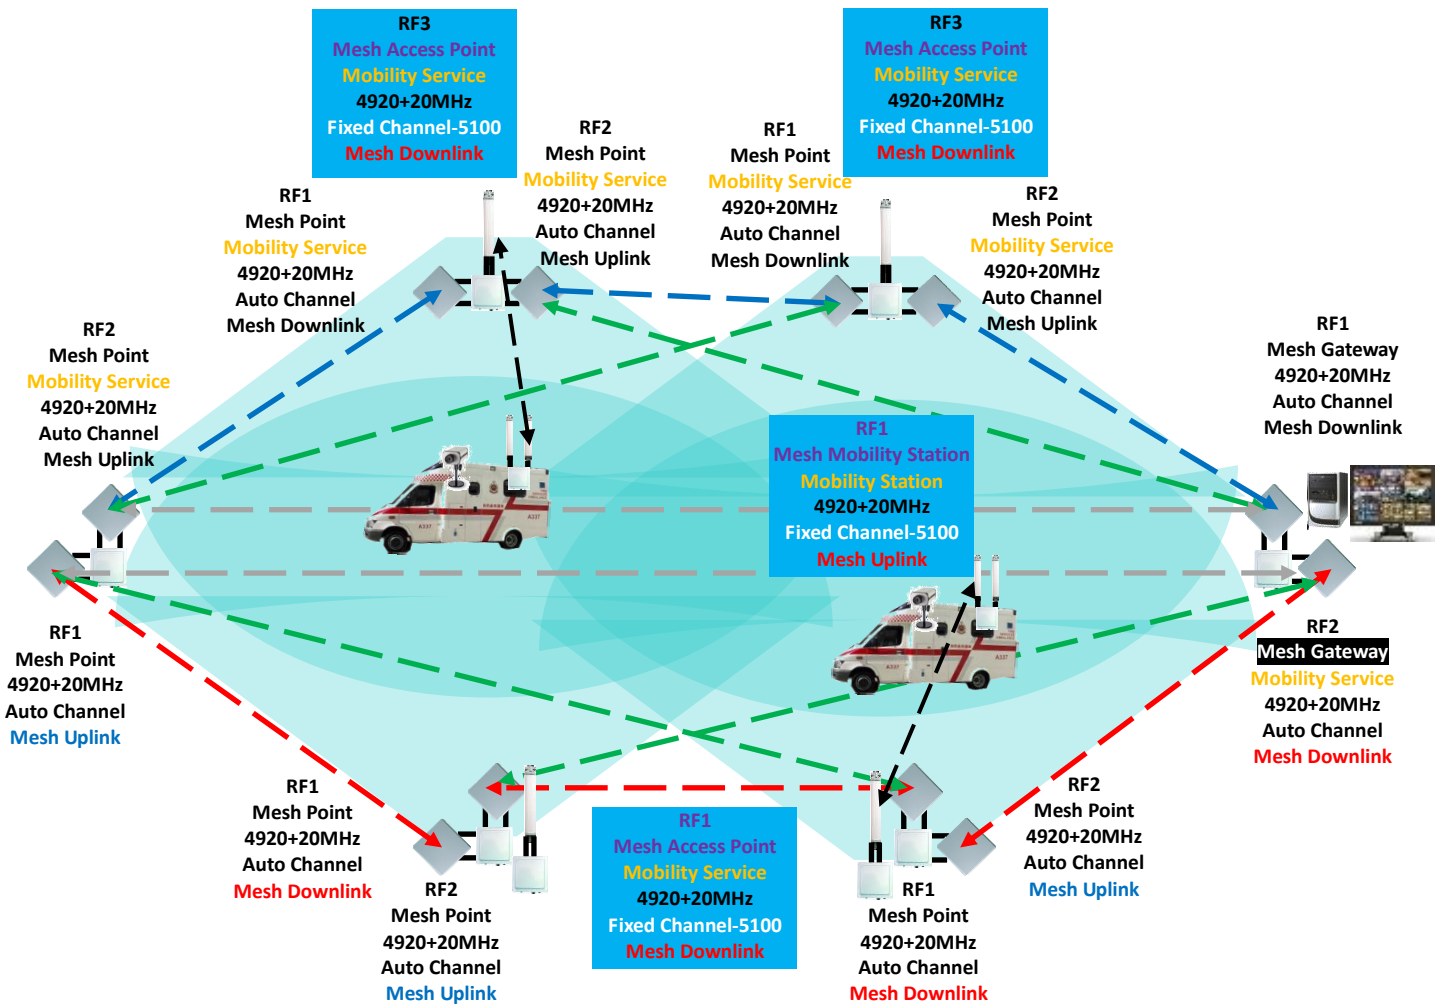 RF3
Mesh Access Point
Mobility Service
4920+20MHz
Fixed Channel-5100
Mesh Downlink
RF3
Mesh Access Point
Mobility Service
4920+20MHz
Fixed Channel-5100
Mesh Downlink
RF2
Mesh Point
Mobility Service
4920+20MHz
Auto Channel
Mesh Uplink
RF1
Mesh Point
Mobility Service
4920+20MHz
Auto Channel
Mesh Downlink
RF1
Mesh Point
Mobility Service
4920+20MHz
Auto Channel
Mesh Downlink
RF2
Mesh Point
Mobility Service
4920+20MHz
Auto Channel
Mesh Uplink
RF2
Mesh Point
Mobility Service
4920+20MHz
Auto Channel
Mesh Uplink
RF1
Mesh Gateway
4920+20MHz
Auto Channel
Mesh Downlink
RF1
Mesh Mobility Station
Mobility Station
4920+20MHz
Fixed Channel-5100
Mesh Uplink
A337
A337
A337
A337
RF1
Mesh Point
4920+20MHz
Auto Channel
Mesh Uplink
RF2
Mesh Gateway
Mobility Service
4920+20MHz
Auto Channel
Mesh Downlink
RF1
Mesh Point
4920+20MHz
Auto Channel
Mesh Downlink
RF2
Mesh Point
4920+20MHz
Auto Channel
Mesh Uplink
RF1
Mesh Access Point
Mobility Service
4920+20MHz
Fixed Channel-5100
Mesh Downlink
RF2
Mesh Point
4920+20MHz
Auto Channel
Mesh Uplink
RF1
Mesh Point
4920+20MHz
Auto Channel
Mesh Downlink